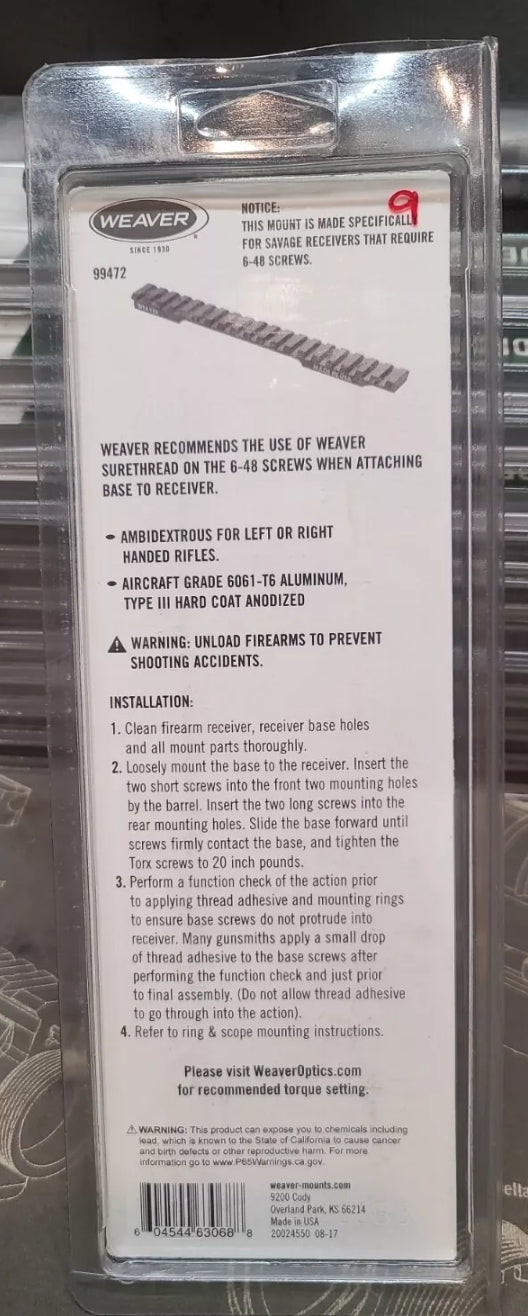 9
WEAVER
®
SINCE 1930
99472
NOTICE:
THIS MOUNT IS MADE SPECIFICALLY
FOR SAVAGE RECEIVERS THAT REQUIRE
6-48 SCREWS.
WEAVER RECOMMENDS THE USE OF WEAVER
SURETHREAD ON THE 6-48 SCREWS WHEN ATTACHING
BASE TO RECEIVER.
• AMBIDEXTROUS FOR LEFT OR RIGHT
HANDED RIFLES.
• AIRCRAFT GRADE 6061-T6 ALUMINUM,
TYPE III HARD COAT ANODIZED
⚠ WARNING: UNLOAD FIREARMS TO PREVENT
SHOOTING ACCIDENTS.
INSTALLATION:
1. Clean firearm receiver, receiver base holes
and all mount parts thoroughly.
2. Loosely mount the base to the receiver. Insert the
two short screws into the front two mounting holes
by the barrel. Insert the two long screws into the
rear mounting holes. Slide the base forward until
screws firmly contact the base, and tighten the
Torx screws to 20 inch pounds.
3. Perform a function check of the action prior
to applying thread adhesive and mounting rings
to ensure base screws do not protrude into
receiver. Many gunsmiths apply a small drop
of thread adhesive to the base screws after
performing the function check and just prior
to final assembly. (Do not allow thread adhesive
to go through into the action).
4. Refer to ring & scope mounting instructions.
Please visit WeaverOptics.com
for recommended torque setting.
⚠ WARNING: This product can expose you to chemicals including
lead, which is known to the State of California to cause cancer
and birth defects or other reproductive harm. For more
information go to www.P65Warnings.ca.gov.
6 04544 63068 8
weaver-mounts.com
9200 Cody
Overland Park, KS 66214
Made in USA
20024550 08-17